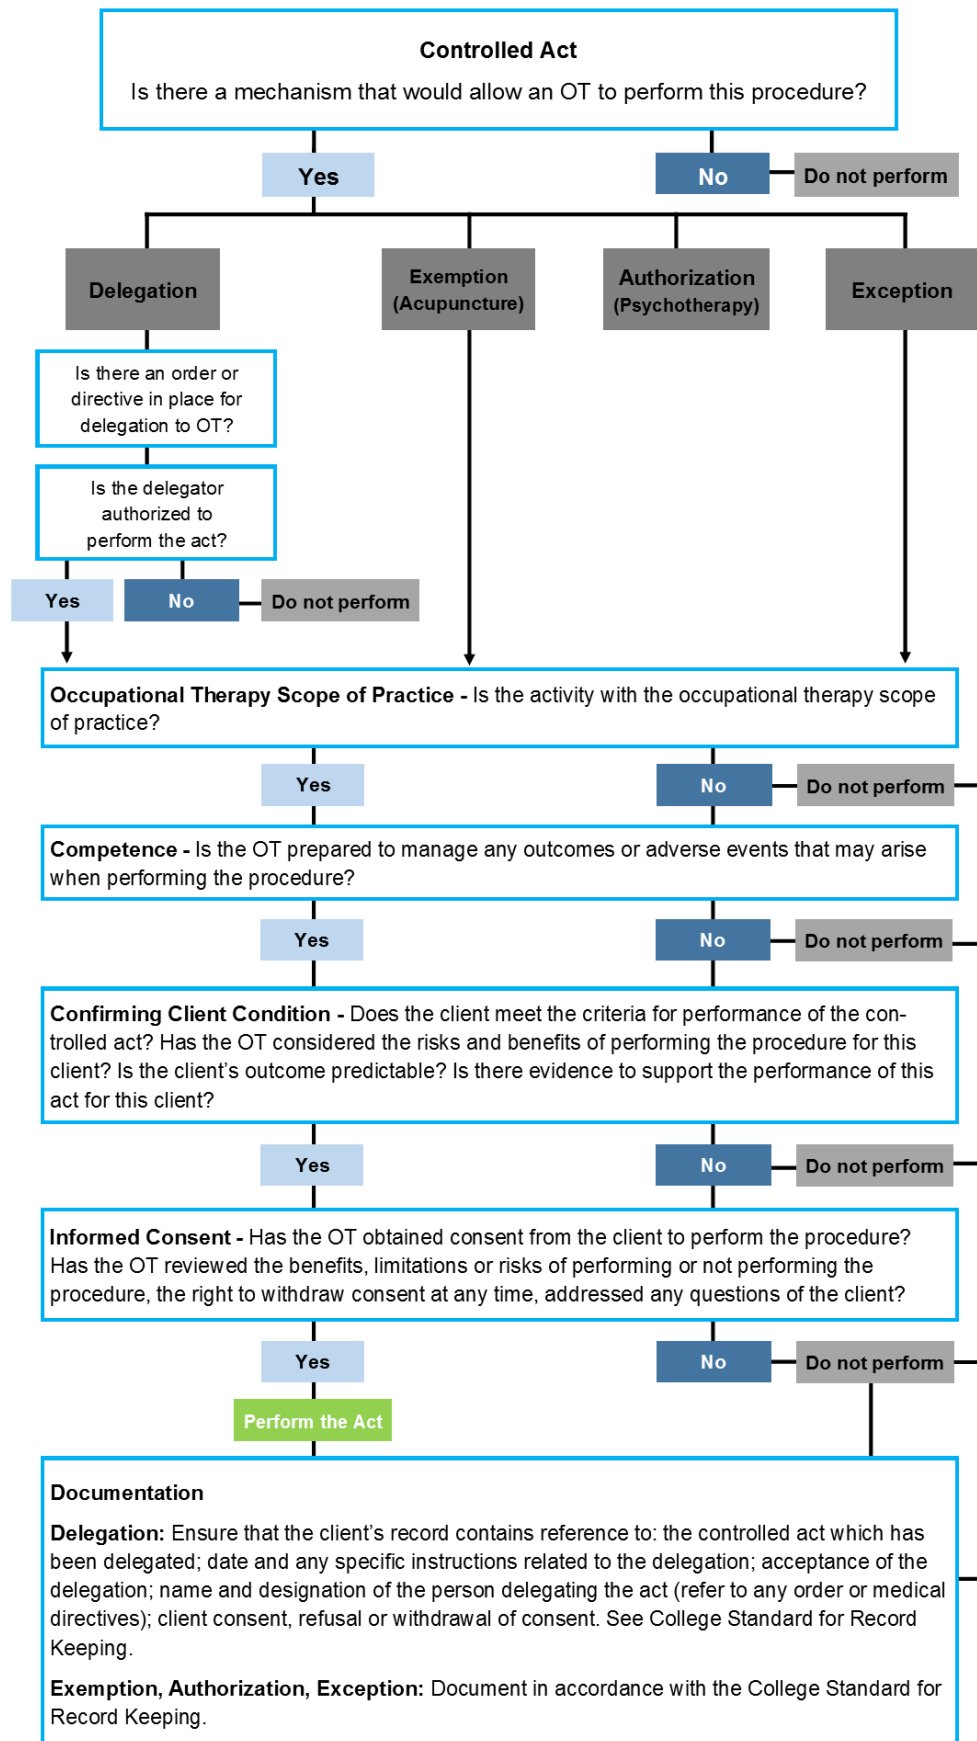 Controlled Act
Is there a mechanism that would allow an OT to perform this procedure?
Yes
No
Do not perform
Delegation
Exemption
(Acupuncture)
Authorization
(Psychotherapy)
Exception
Is there an order or
directive in place for
delegation to OT?
Is the delegator
authorized to
perform the act?
Yes
No
Do not perform
Occupational Therapy Scope of Practice - Is the activity with the occupational therapy scope
of practice?
Yes
No
Do not perform
Competence - Is the OT prepared to manage any outcomes or adverse events that may arise
when performing the procedure?
Yes
No
Do not perform
Confirming Client Condition - Does the client meet the criteria for performance of the con-
trolled act? Has the OT considered the risks and benefits of performing the procedure for this
client? Is the client's outcome predictable? Is there evidence to support the performance of this
act for this client?
Yes
No
Do not perform
Informed Consent - Has the OT obtained consent from the client to perform the procedure?
Has the OT reviewed the benefits, limitations or risks of performing or not performing the
procedure, the right to withdraw consent at any time, addressed any questions of the client?
Yes
No
Do not perform
Perform the Act
Documentation
Delegation: Ensure that the client's record contains reference to: the controlled act which has
been delegated; date and any specific instructions related to the delegation; acceptance of the
delegation; name and designation of the person delegating the act (refer to any order or medical
directives); client consent, refusal or withdrawal of consent. See College Standard for Record
Keeping.
Exemption, Authorization, Exception: Document in accordance with the College Standard for
Record Keeping.